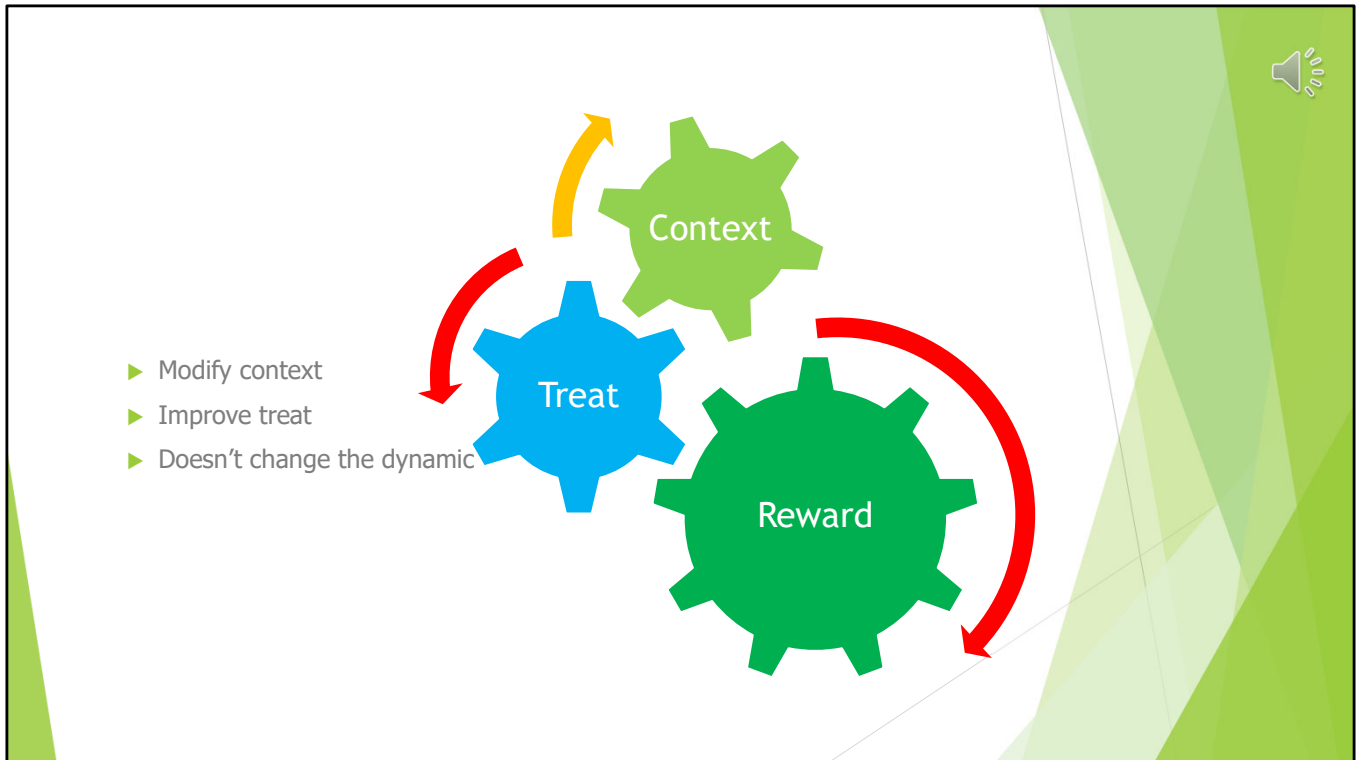 Context
Treat
Reward
Modify context
Improve treat
Doesn’t change the dynamic